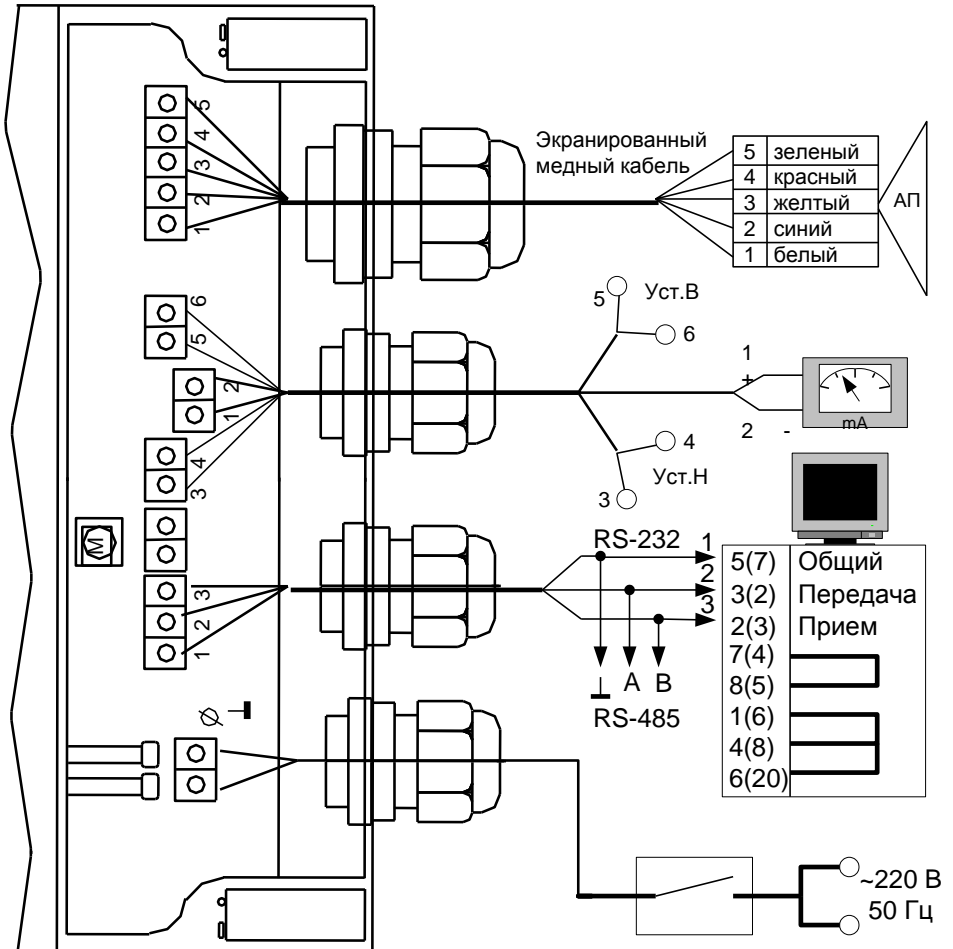 5
4
3
2
1
Экранированный
медный кабель
5 зеленый
4 красный
3 желтый
2 синий
1 белый
АП
6
5
2
1
4
3
5 Уст.В
6
4
Уст.Н
3
1
+
2 -
mA
M
3
2
1
RS-232
1
2
3
5(7) Общий
3(2) Передача
2(3) Прием
7(4)
8(5)
1(6)
4(8)
6(20)
A B
RS-485
~220 В
50 Гц